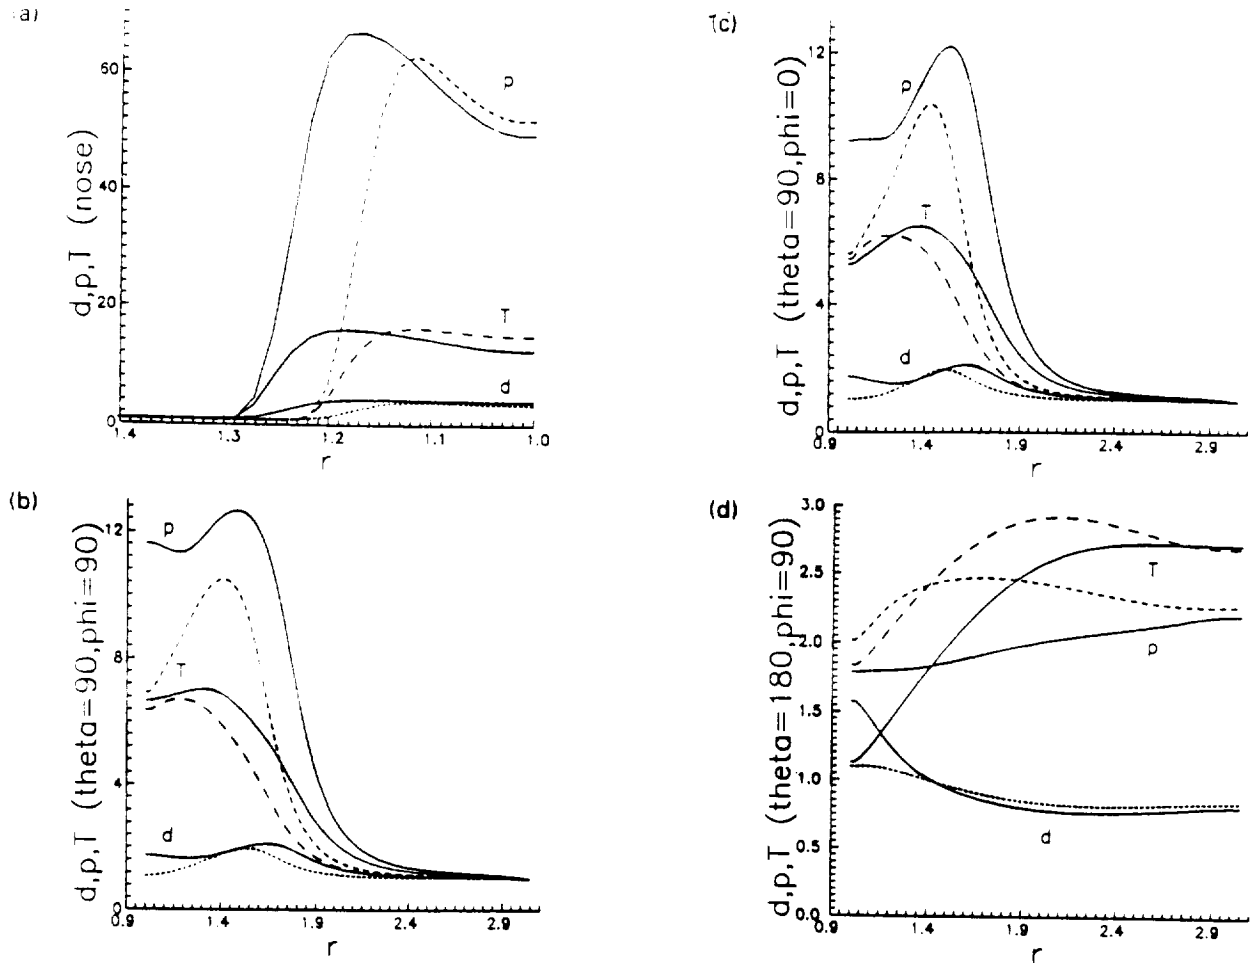 (a)
d,p,T (nose)
60
40
20
0
1.4
1.3
1.2
1.1
1.0
r
p
T
d
(b)
d,p,T (theta=90,phi=90)
12
8
4
0
0.9
1.4
1.9
2.4
2.9
r
p
T
d
(c)
d,p,T (theta=90,phi=0)
12
8
4
0
0.9
1.4
1.9
2.4
2.9
r
p
T
d
(d)
d,p,T (theta=180,phi=90)
3.0
2.5
2.0
1.5
1.0
0.5
0.0
0.9
1.4
1.9
2.4
2.9
r
T
p
d